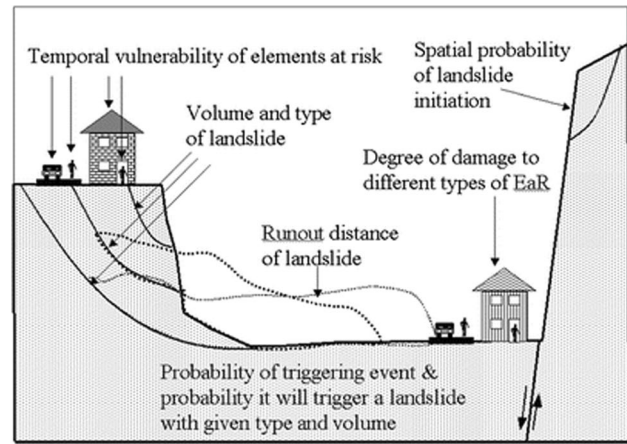 Temporal vulnerability of elements at risk
Volume and type
of landslide
Spatial probability
of landslide
initiation
Degree of damage to
different types of EaR
Runout distance
of landslide
Probability of triggering event &
probability it will trigger a landslide
with given type and volume